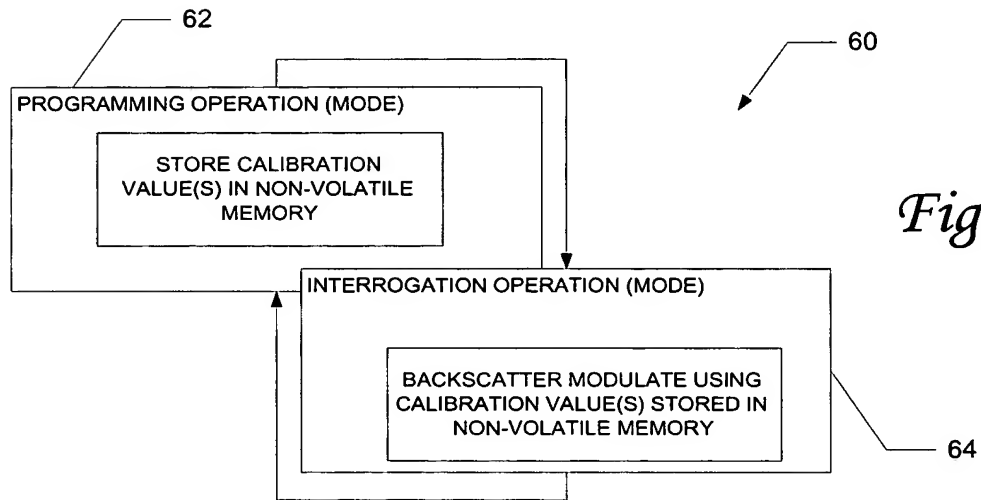 62
60
PROGRAMMING OPERATION (MODE)
STORE CALIBRATION
VALUE(S) IN NON-VOLATILE
MEMORY
Fig
INTERROGATION OPERATION (MODE)
BACKSCATTER MODULATE USING
CALIBRATION VALUE(S) STORED IN
NON-VOLATILE MEMORY
64